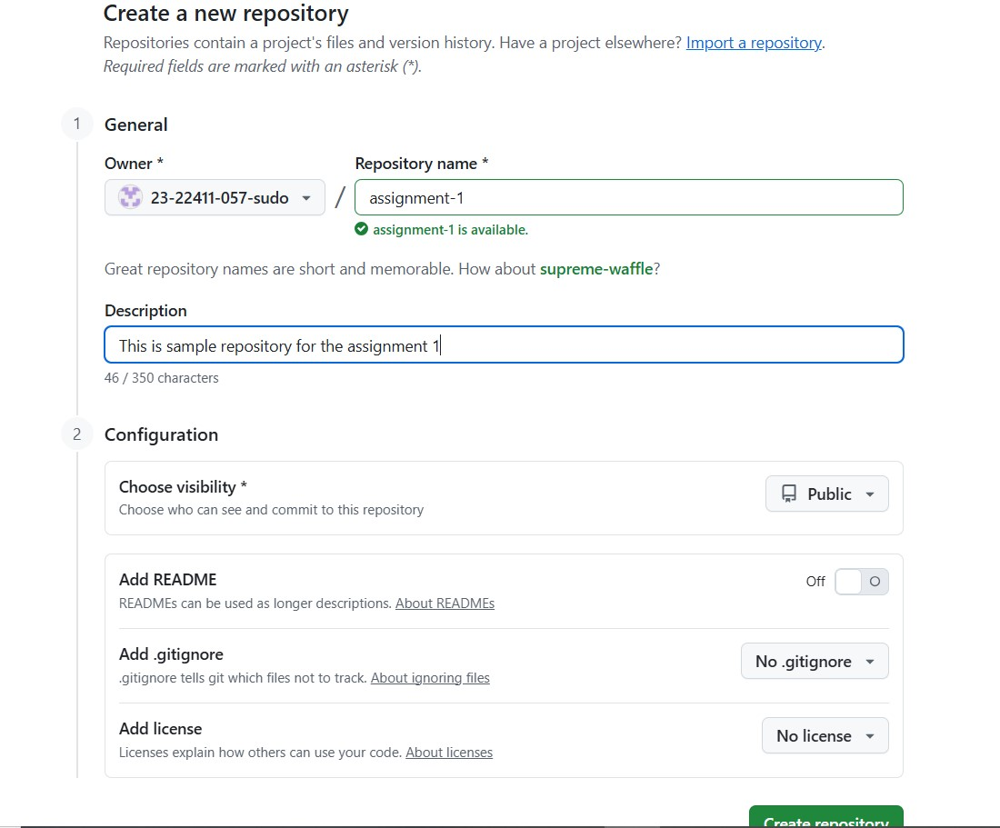 Create a new repository
Repositories contain a project's files and version history. Have a project elsewhere? Import a repository.
Required fields are marked with an asterisk (*).
1 General
Owner * Repository name *
23-22411-057-sudo / assignment-1
assignment-1 is available.
Great repository names are short and memorable. How about supreme-waffle?
Description
This is sample repository for the assignment 1
46 / 350 characters
2 Configuration
Choose visibility *
Choose who can see and commit to this repository
Public
Add README
READMEs can be used as longer descriptions. About READMEs
Off
Add .gitignore
.gitignore tells git which files not to track. About ignoring files
No .gitignore
Add license
Licenses explain how others can use your code. About licenses
No license
Create repository